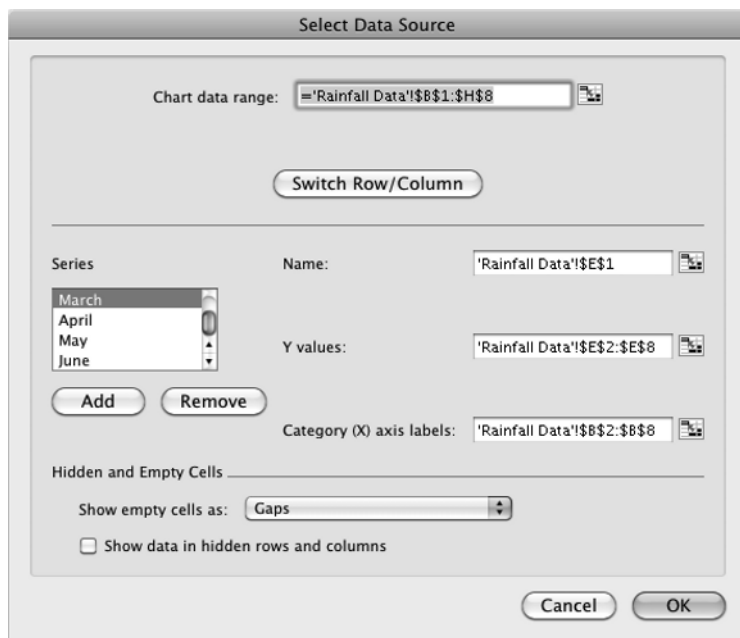 Select Data Source
Chart data range: ='Rainfall Data'!$B$1:$H$8
Switch Row/Column
Series
March
April
May
June
Add Remove
Name: 'Rainfall Data'!$E$1
Y values: 'Rainfall Data'!$E$2:$E$8
Category (X) axis labels: 'Rainfall Data'!$B$2:$B$8
Hidden and Empty Cells
Show empty cells as: Gaps
Show data in hidden rows and columns
Cancel OK